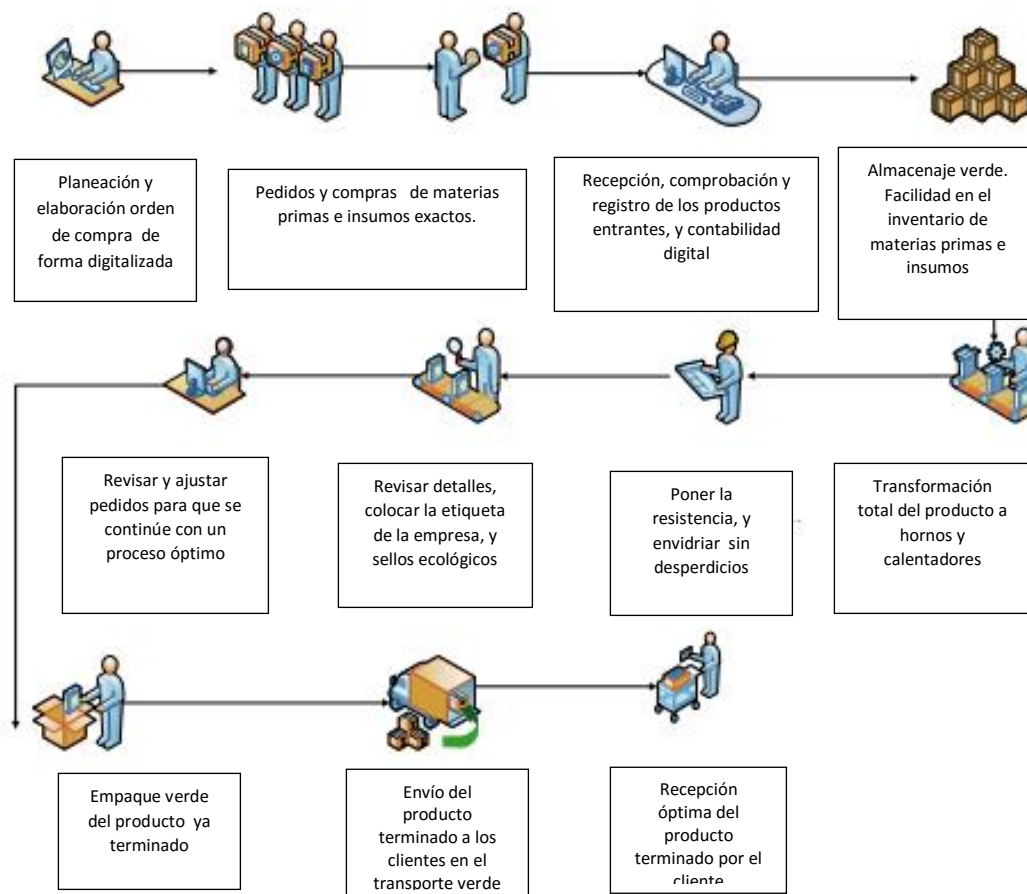 Planeación y
elaboración orden
de compra de
forma digitalizada
Pedidos y compras de materias
primas e insumos exactos.
Recepción, comprobación y
registro de los productos
entrantes, y contabilidad
digital
Almacenaje verde.
Facilidad en el
inventario de
materias primas e
insumos
Transformación
total del producto a
hornos y
calentadores
Poner la
resistencia, y
envidriar sin
desperdicios
Revisar detalles,
colocar la etiqueta
de la empresa, y
sellos ecológicos
Revisar y ajustar
pedidos para que se
continúe con un
proceso óptimo
Empaque verde
del producto ya
terminado
Envío del
producto
terminado a los
clientes en el
transporte verde
Recepción
óptima del
producto
terminado por el
cliente